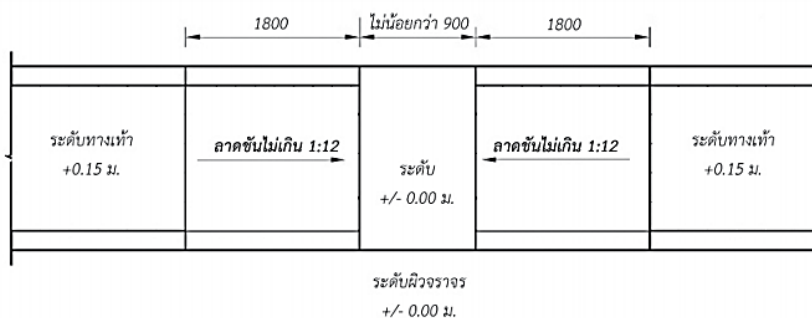 1800
ไม่น้อยกว่า 900
1800
ระดับทางเท้า
+0.15 ม.
ลาดชันไม่เกิน 1:12
ระดับ
+/- 0.00 ม.
ลาดชันไม่เกิน 1:12
ระดับทางเท้า
+0.15 ม.
ระดับผิวจราจร
+/- 0.00 ม.